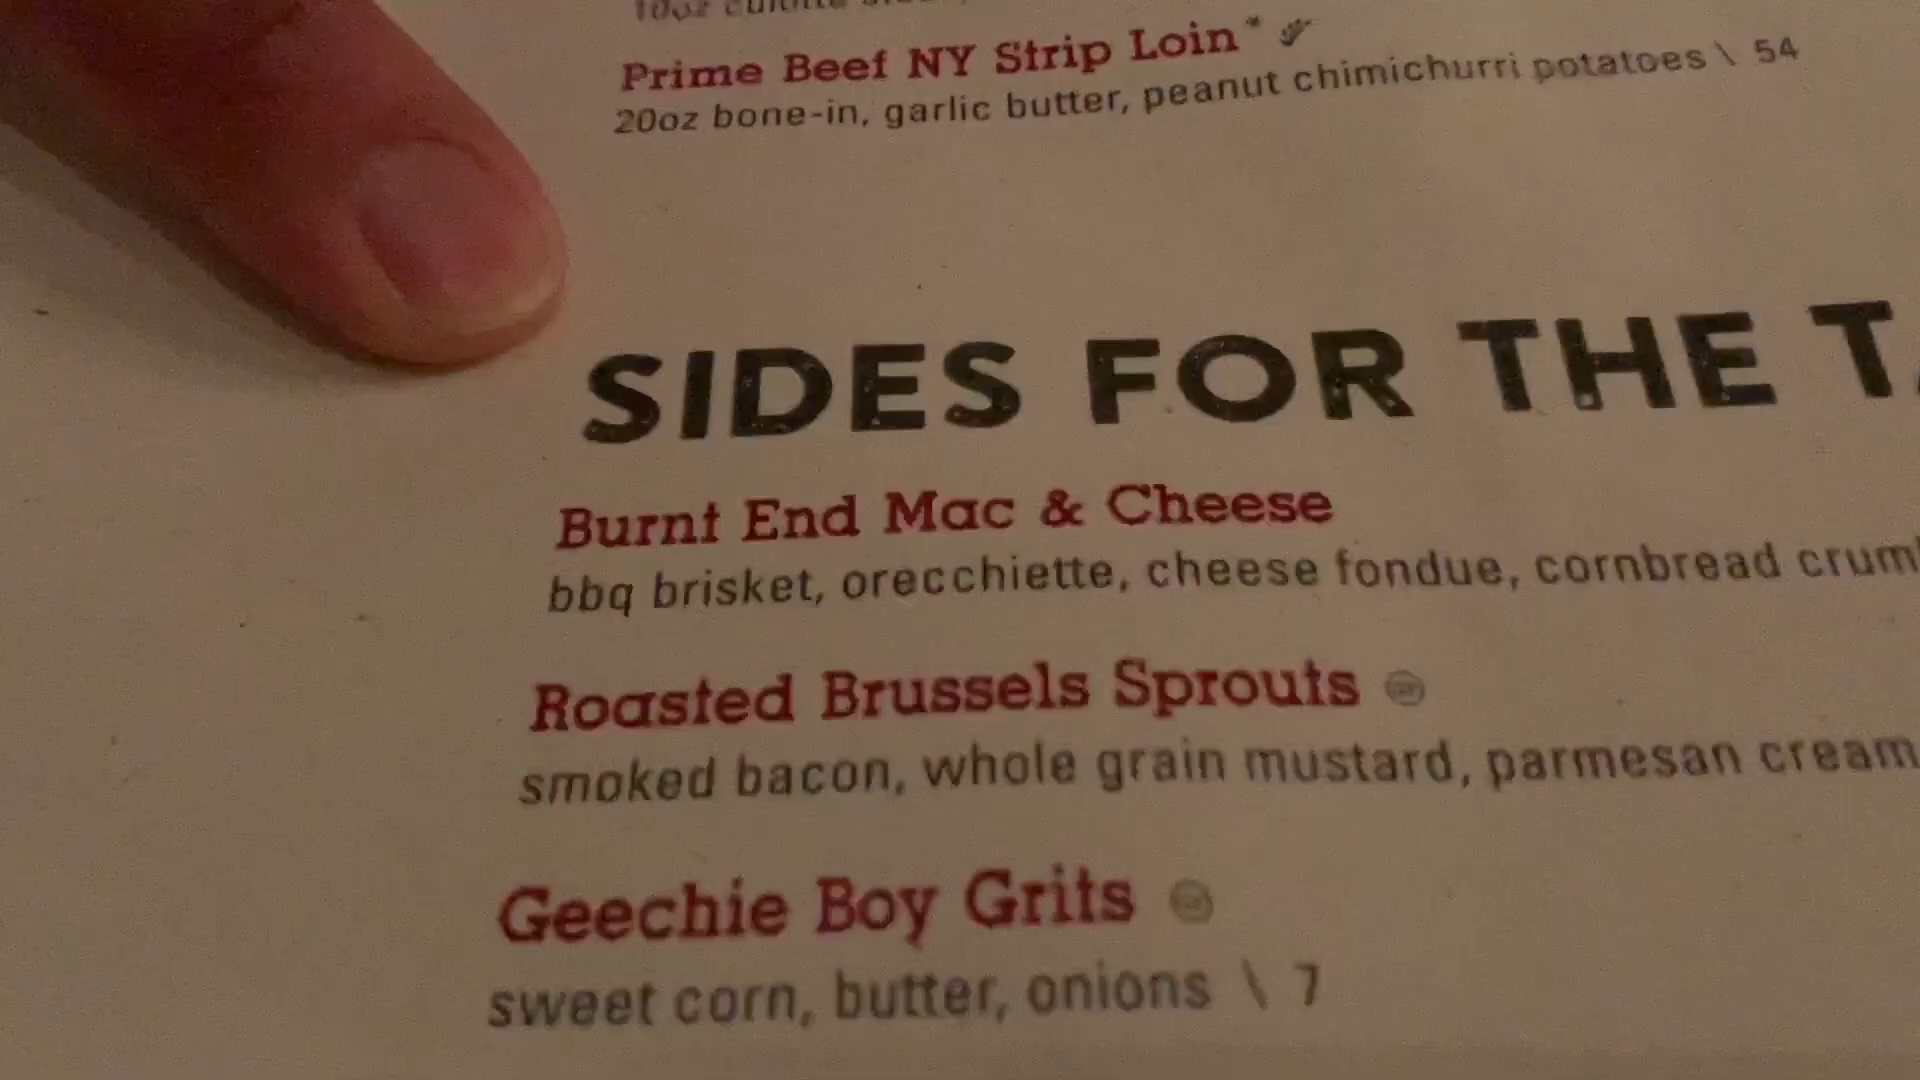 10oz
Prime Beef NY Strip Loin*
20oz bone-in, garlic butter, peanut chimichurri potatoes \ 54
SIDES FOR THE T
Burnt End Mac & Cheese
bbq brisket, orecchiette, cheese fondue, cornbread crum
Roasted Brussels Sprouts
smoked bacon, whole grain mustard, parmesan cream
Geechie Boy Grits
sweet corn, butter, onions \ 7